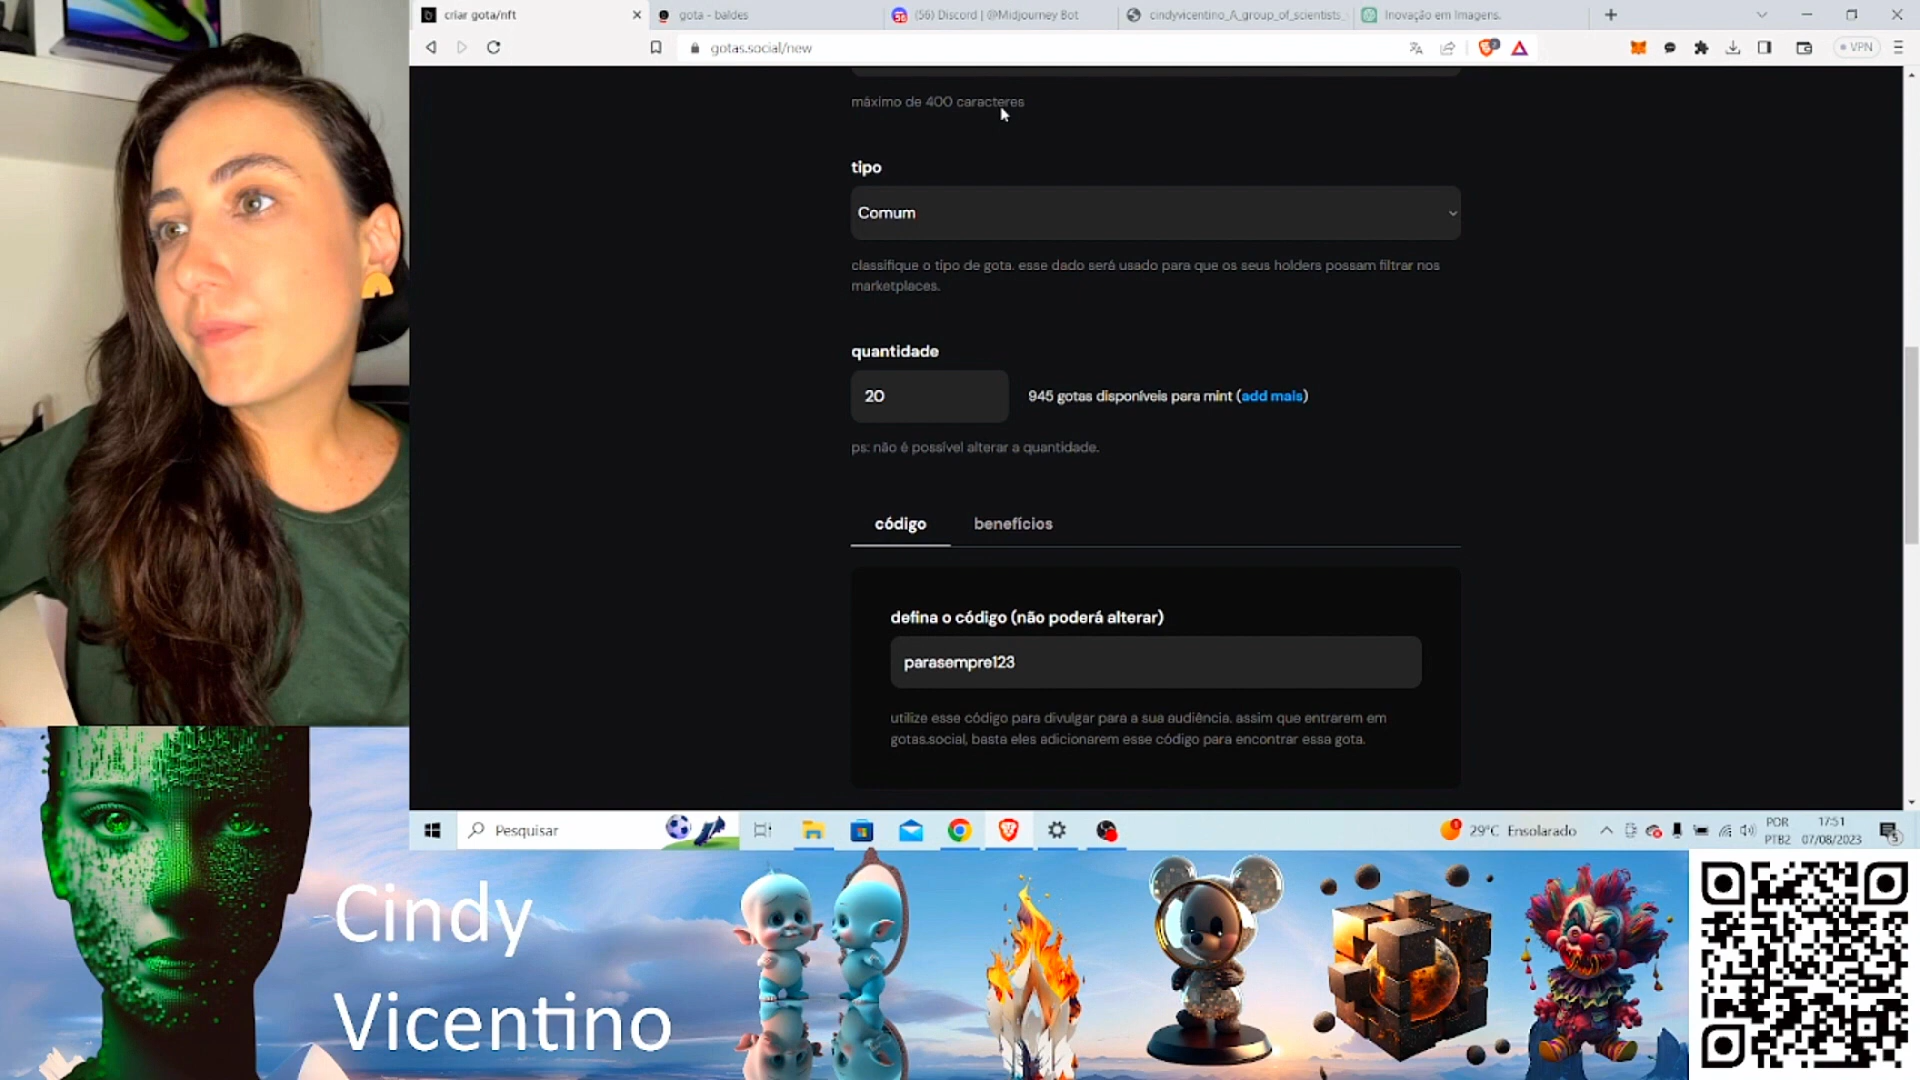 criar gota/nft
gota - baldes
(56) Discord | @Midjourney Bot
cindyvicentino_A_group_of_scientists_
Inovação em Imagens.
gotas.social/new
VPN
máximo de 400 caracteres
tipo
Comum
classifique o tipo de gota. esse dado será usado para que os seus holders possam filtrar nos
marketplaces.
quantidade
20
945 gotas disponíveis para mint (add mais)
ps: não é possível alterar a quantidade.
código
benefícios
defina o código (não poderá alterar)
parasempre123
utilize esse código para divulgar para a sua audiência. assim que entrarem em
gotas.social, basta eles adicionarem esse código para encontrar essa gota.
Pesquisar
29°C Ensolarado
POR
PTB2
17:51
07/08/2023
5
Cindy
Vicentino